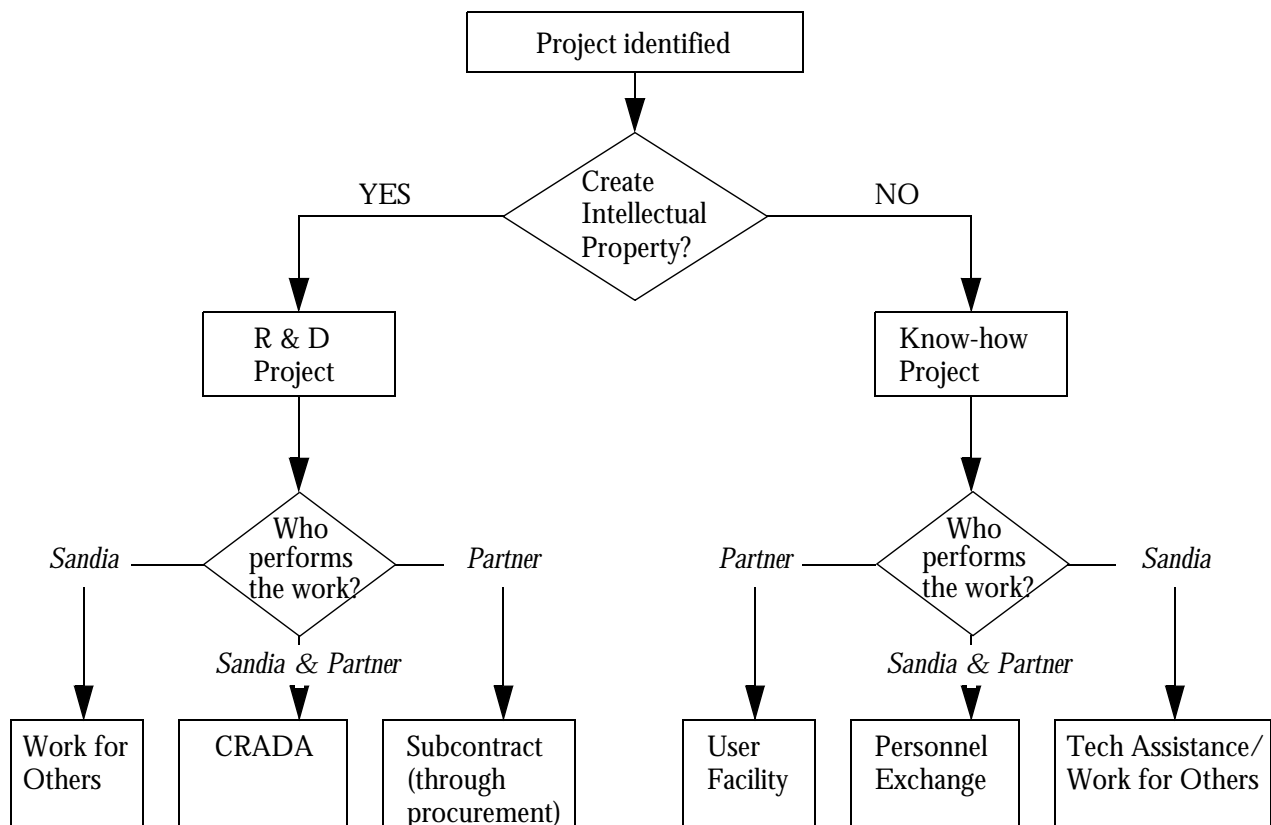 Project identified
Create
Intellectual
Property?
YES
NO
R & D
Project
Know-how
Project
Who
performs
the work?
Sandia
Partner
Sandia & Partner
Who
performs
the work?
Partner
Sandia
Sandia & Partner
Work for
Others
CRADA
Subcontract
(through
procurement)
User
Facility
Personnel
Exchange
Tech Assistance/
Work for Others